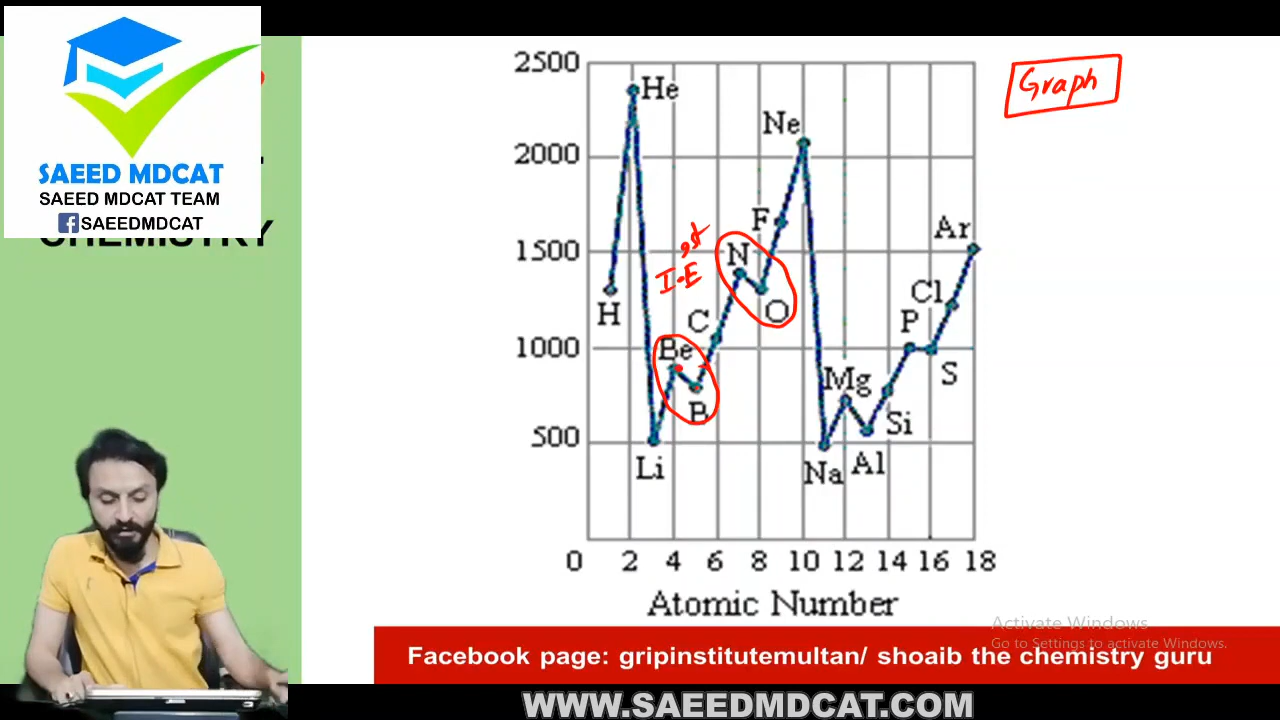 SAEED MDCAT
SAEED MDCAT TEAM
SAEEDMDCAT
CHEMISTRY
Graph
2500
2000
1500
1000
500
0 2 4 6 8 10 12 14 16 18
Atomic Number
He
Ne
F
N
1st
I-E
O
H
C
Be
B
Li
Ar
Cl
P
S
Mg
Si
Na
Al
Activate Windows
Go to Settings to activate Windows.
Facebook page: gripinstitutemultan/ shoaib the chemistry guru
WWW.SAEEDMDCAT.COM